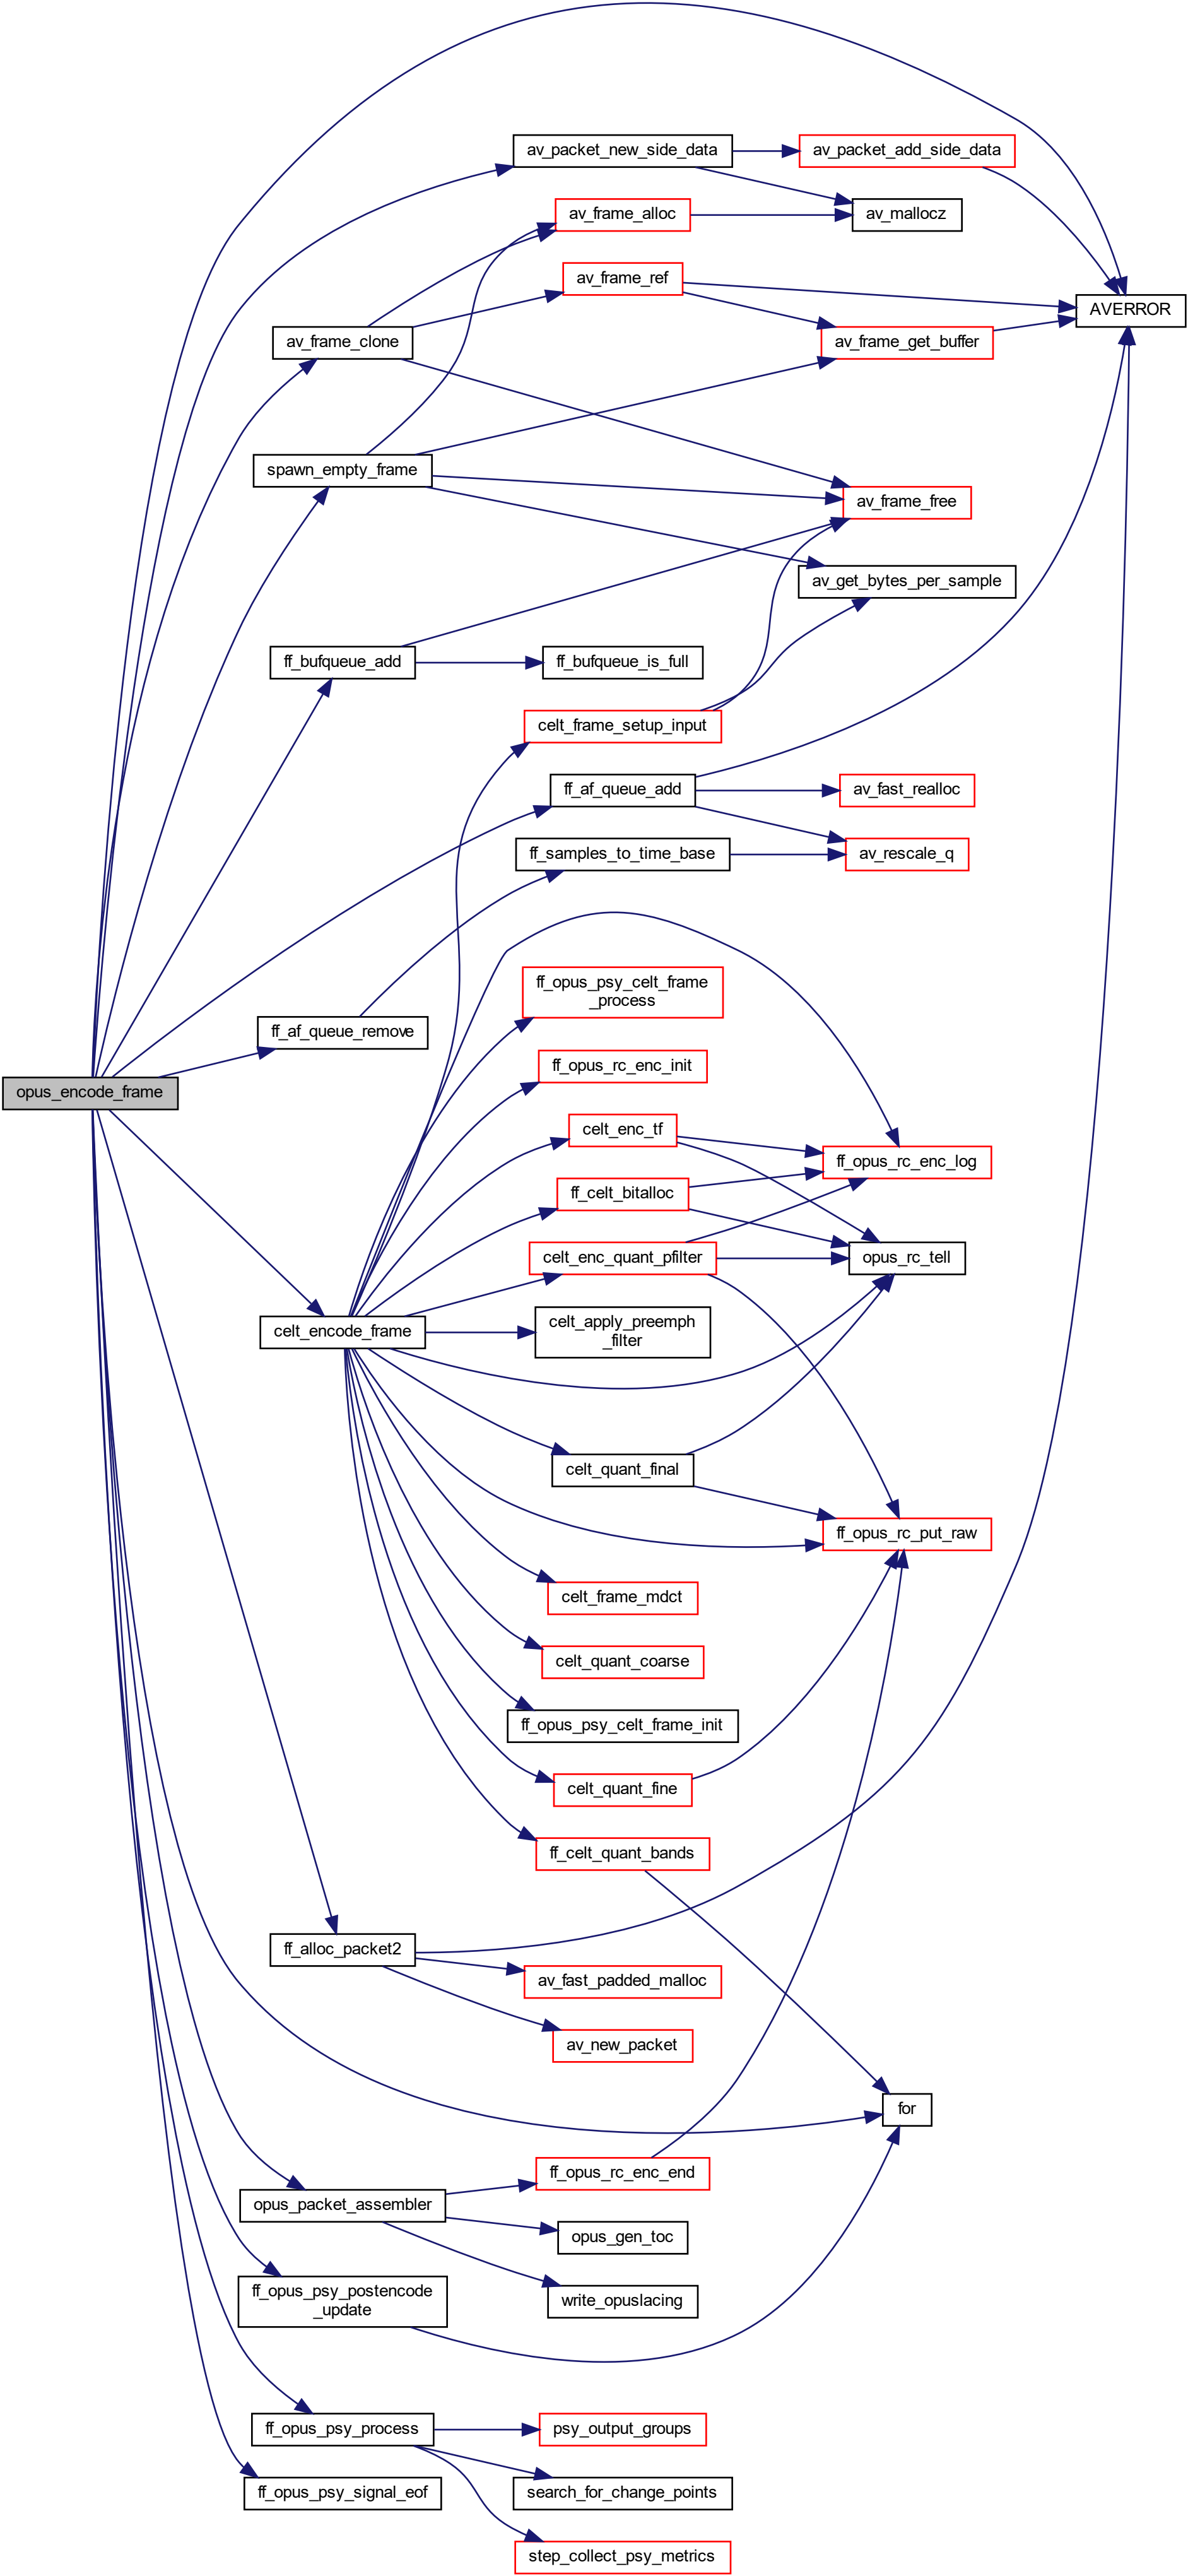 av_packet_new_side_data
av_packet_add_side_data
av_frame_alloc
av_mallocz
av_frame_ref
AVERROR
av_frame_clone
av_frame_get_buffer
spawn_empty_frame
av_frame_free
av_get_bytes_per_sample
ff_bufqueue_add
ff_bufqueue_is_full
celt_frame_setup_input
ff_af_queue_add
av_fast_realloc
ff_samples_to_time_base
av_rescale_q
ff_opus_psy_celt_frame
_process
ff_af_queue_remove
ff_opus_rc_enc_init
opus_encode_frame
celt_enc_tf
ff_opus_rc_enc_log
ff_celt_bitalloc
celt_enc_quant_pfilter
opus_rc_tell
celt_encode_frame
celt_apply_preemph
_filter
celt_quant_final
ff_opus_rc_put_raw
celt_frame_mdct
celt_quant_coarse
ff_opus_psy_celt_frame_init
celt_quant_fine
ff_celt_quant_bands
ff_alloc_packet2
av_fast_padded_malloc
av_new_packet
for
ff_opus_rc_enc_end
opus_packet_assembler
opus_gen_toc
ff_opus_psy_postencode
_update
write_opuslacing
ff_opus_psy_process
psy_output_groups
ff_opus_psy_signal_eof
search_for_change_points
step_collect_psy_metrics